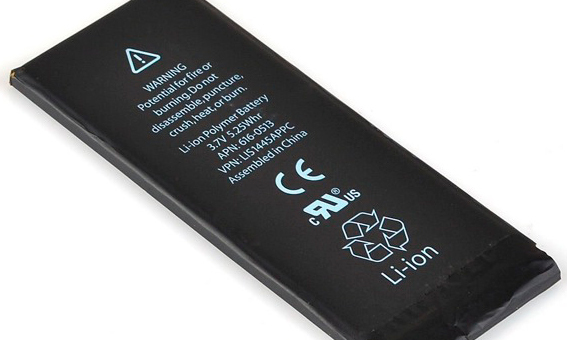 WARNING
Potential for fire or
burning. Do not
disassemble, puncture,
crush, heat, or burn.
Li-ion Polymer Battery
3.7V 5.25Whr
APN: 616-0513
VPN: LIS1445APPC
Assembled in China
CE
c RU ® US
Li-ion